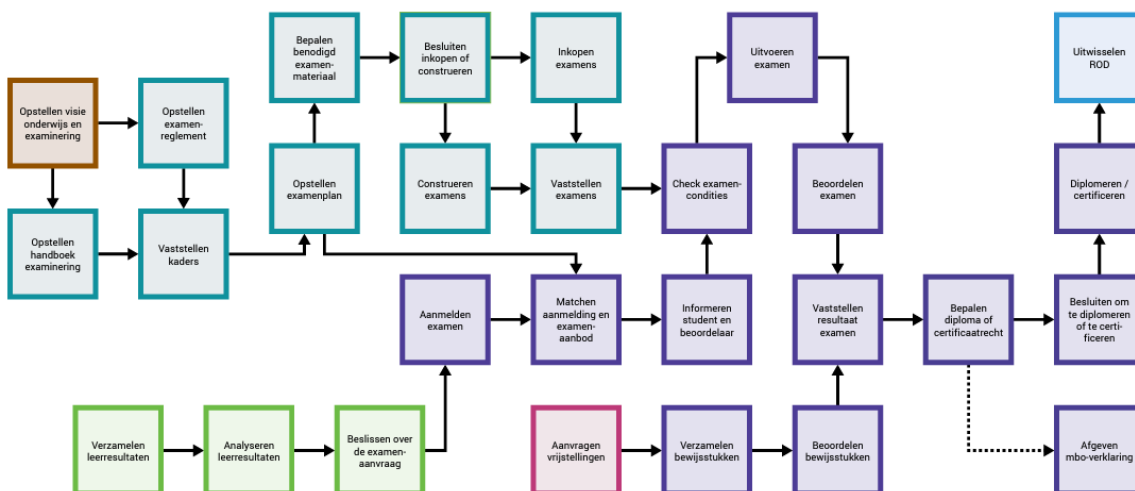 Bepalen
benodigd
examen-
materiaal
Besluiten
inkopen of
construeren
Inkopen
examens
Uitvoeren
examen
Uitwisselen
ROD
Opstellen visie
onderwijs en
examinering
Opstellen
examen-
reglement
Opstellen
examenplan
Construeren
examens
Vaststellen
examens
Check examen-
condities
Beoordelen
examen
Diplomeren /
certificeren
Opstellen
handboek
examinering
Vaststellen
kaders
Aanmelden
examen
Matchen
aanmelding en
examen-
aanbod
Informeren
student en
beoordelaar
Vaststellen
resultaat
examen
Bepalen
diploma of
certificaatrecht
Besluiten om
te diplomeren
of te certi-
ficeren
Verzamelen
leerresultaten
Analyseren
leerresultaten
Beslissen over
de examen-
aanvraag
Aanvragen
vrijstellingen
Verzamelen
bewijsstukken
Beoordelen
bewijsstukken
Afgeven
mbo-verklaring